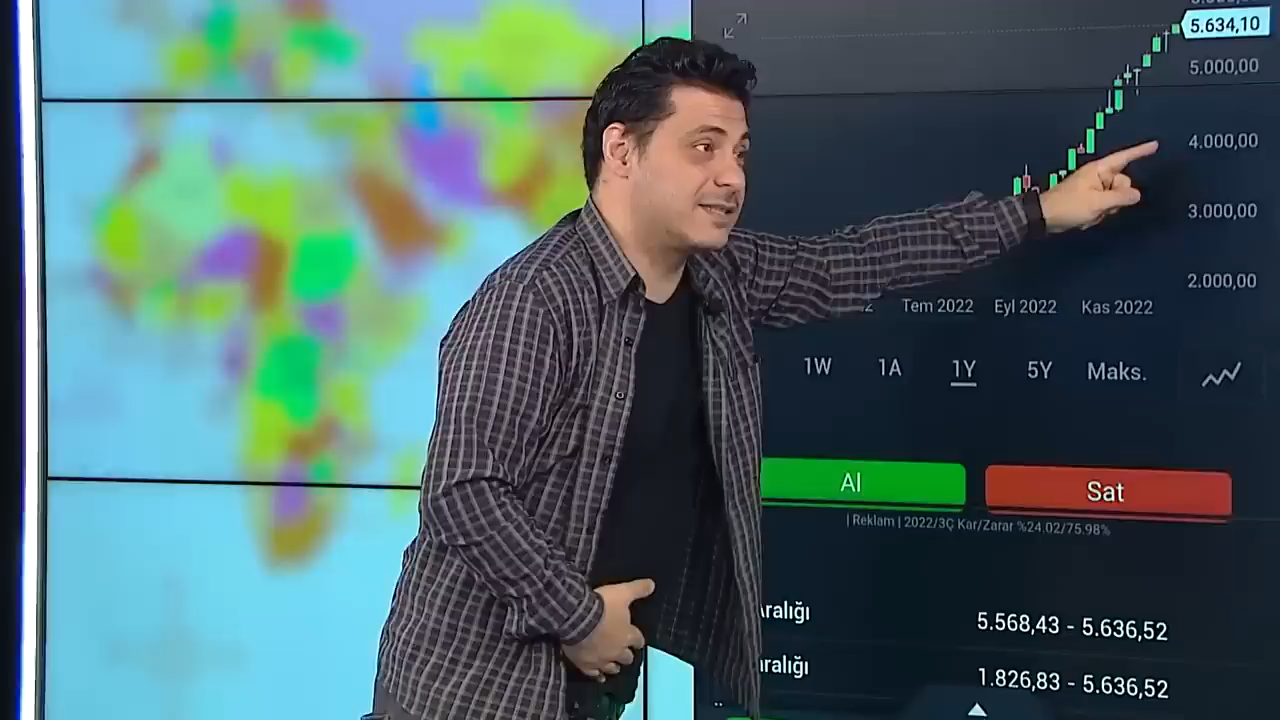 5.634,10
5.000,00
4.000,00
3.000,00
2.000,00
Tem 2022 Eyl 2022 Kas 2022
1W 1A 1Y 5Y Maks.
Al Sat
| Reklam | 2022/3Ç Kar/Zarar %24.02/75.98%
5.568,43 - 5.636,52
1.826,83 - 5.636,52